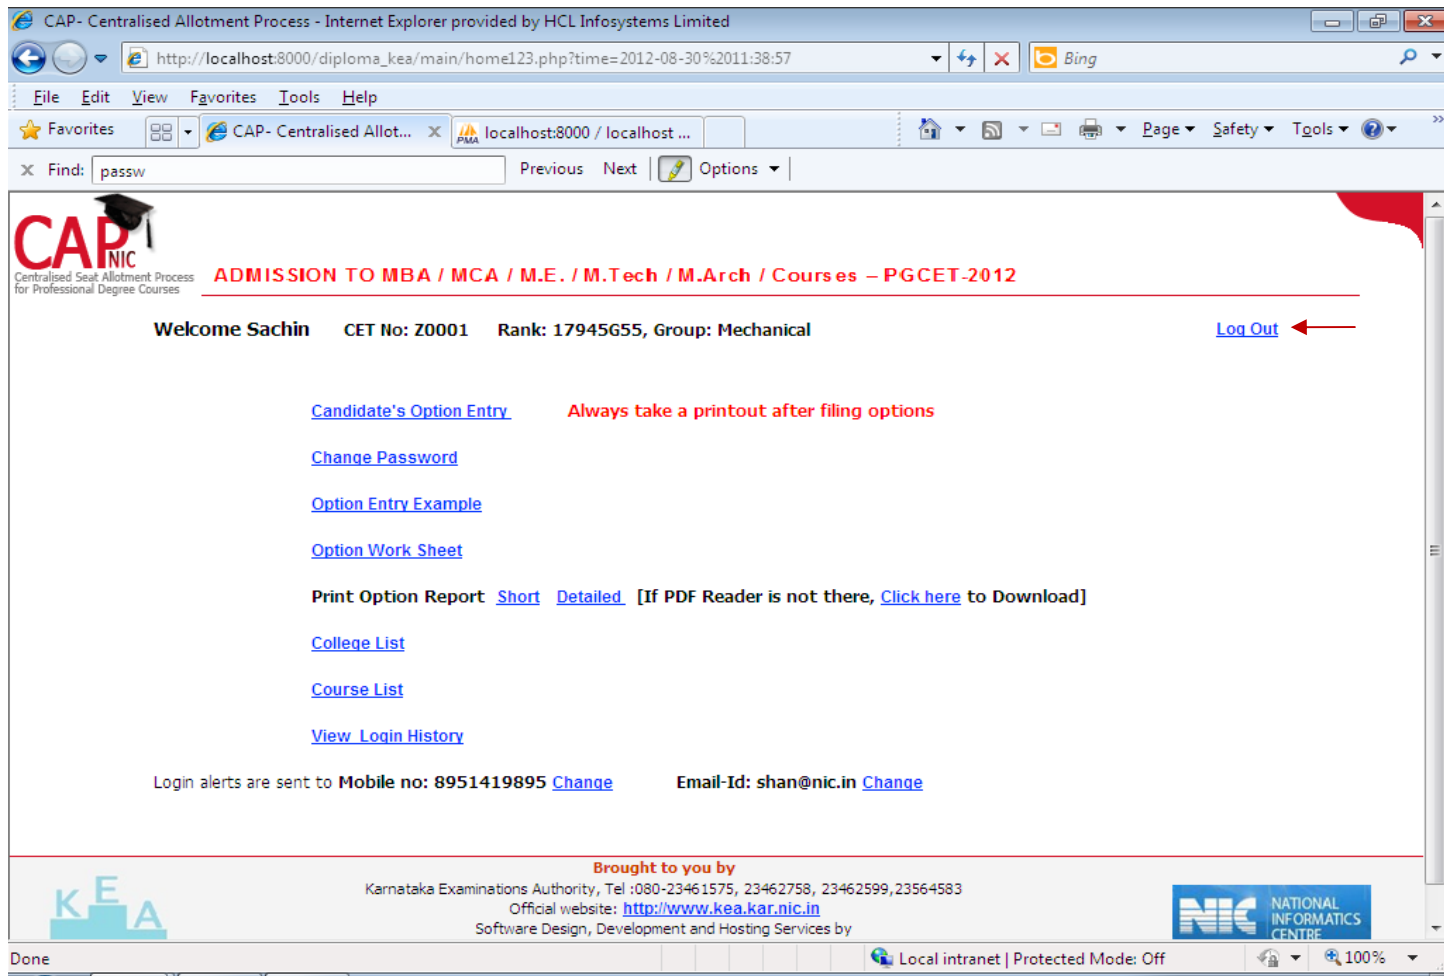 CAP- Centralised Allotment Process - Internet Explorer provided by HCL Infosystems Limited
http://localhost:8000/diploma_kea/main/home123.php?time=2012-08-30%2011:38:57 Bing
File Edit View Favorites Tools Help
Favorites CAP- Centralised Allot... PMA localhost:8000 / localhost ... Page Safety Tools
x Find: passw Previous Next Options
CAP NIC
Centralised Seat Allotment Process
for Professional Degree Courses
ADMISSION TO MBA / MCA / M.E. / M.Tech / M.Arch / Courses – PGCET-2012
Welcome Sachin CET No: Z0001 Rank: 17945G55, Group: Mechanical Log Out
Candidate's Option Entry Always take a printout after filing options
Change Password
Option Entry Example
Option Work Sheet
Print Option Report Short Detailed [If PDF Reader is not there, Click here to Download]
College List
Course List
View Login History
Login alerts are sent to Mobile no: 8951419895 Change Email-Id: shan@nic.in Change
Brought to you by
Karnataka Examinations Authority, Tel :080-23461575, 23462758, 23462599,23564583
Official website: http://www.kea.kar.nic.in
Software Design, Development and Hosting Services by
KEA
NIC NATIONAL
INFORMATICS
CENTRE
Done Local intranet | Protected Mode: Off 100%